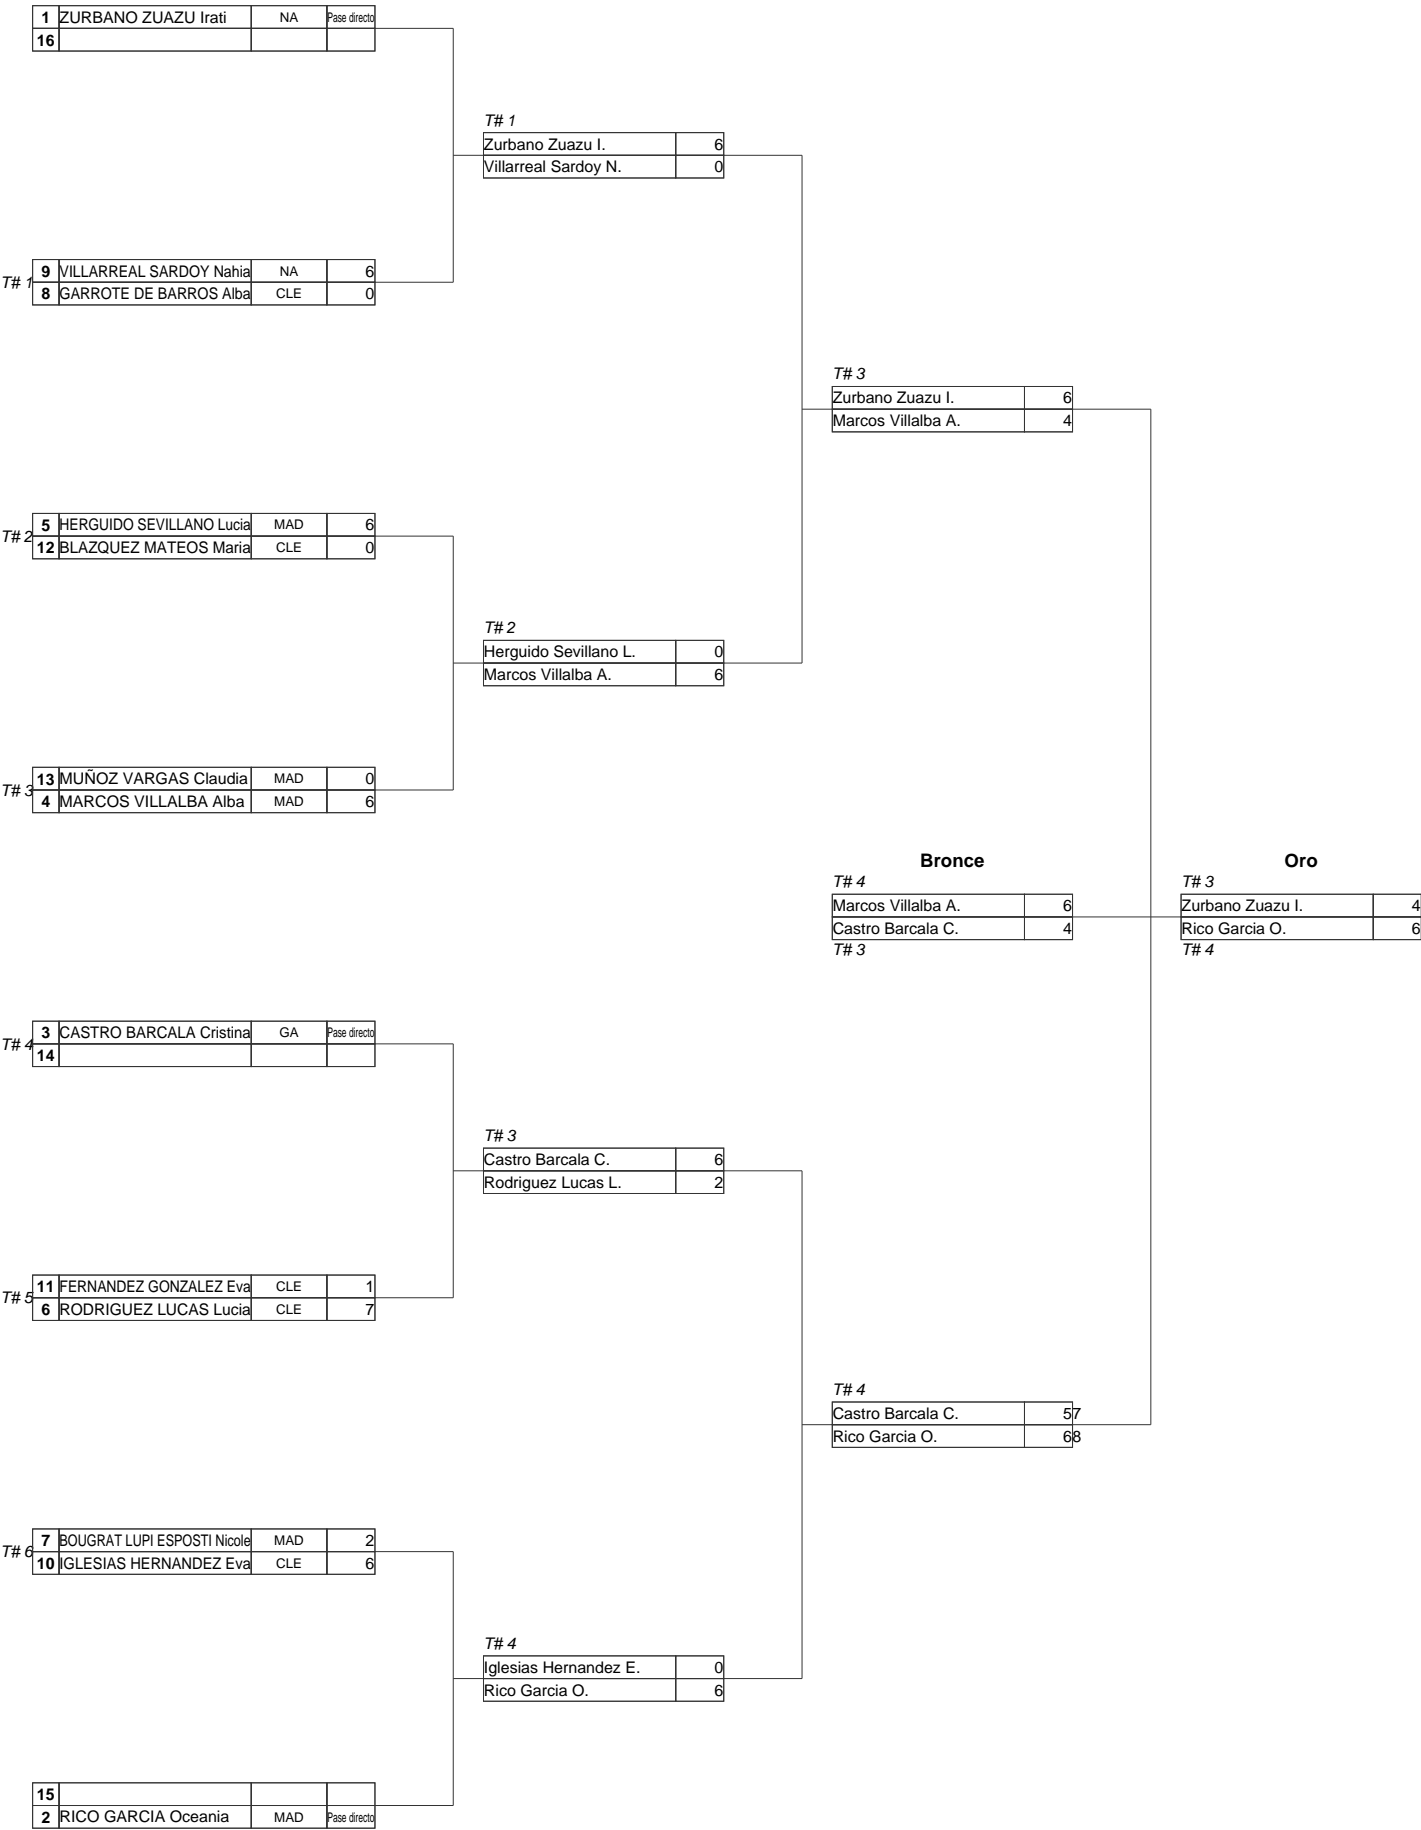 1 ZURBANO ZUAZU Irati NA Pase directo
16
T# 1
Zurbano Zuazu I. 6
Villarreal Sardoy N. 0
T# 1
9 VILLARREAL SARDOY Nahia NA 6
8 GARROTE DE BARROS Alba CLE 0
T# 3
Zurbano Zuazu I. 6
Marcos Villalba A. 4
T# 2
5 HERGUIDO SEVILLANO Lucia MAD 6
12 BLAZQUEZ MATEOS Maria CLE 0
T# 2
Herguido Sevillano L. 0
Marcos Villalba A. 6
T# 3
13 MUÑOZ VARGAS Claudia MAD 0
4 MARCOS VILLALBA Alba MAD 6
Bronce Oro
T# 4 T# 3
Marcos Villalba A. 6 Zurbano Zuazu I. 4
Castro Barcala C. 4 Rico Garcia O. 6
T# 3 T# 4
T# 4
3 CASTRO BARCALA Cristina GA Pase directo
14
T# 3
Castro Barcala C. 6
Rodriguez Lucas L. 2
T# 5
11 FERNANDEZ GONZALEZ Eva CLE 1
6 RODRIGUEZ LUCAS Lucia CLE 7
T# 4
Castro Barcala C. 57
Rico Garcia O. 68
T# 6
7 BOUGRAT LUPI ESPOSTI Nicole MAD 2
10 IGLESIAS HERNANDEZ Eva CLE 6
T# 4
Iglesias Hernandez E. 0
Rico Garcia O. 6
15
2 RICO GARCIA Oceania MAD Pase directo